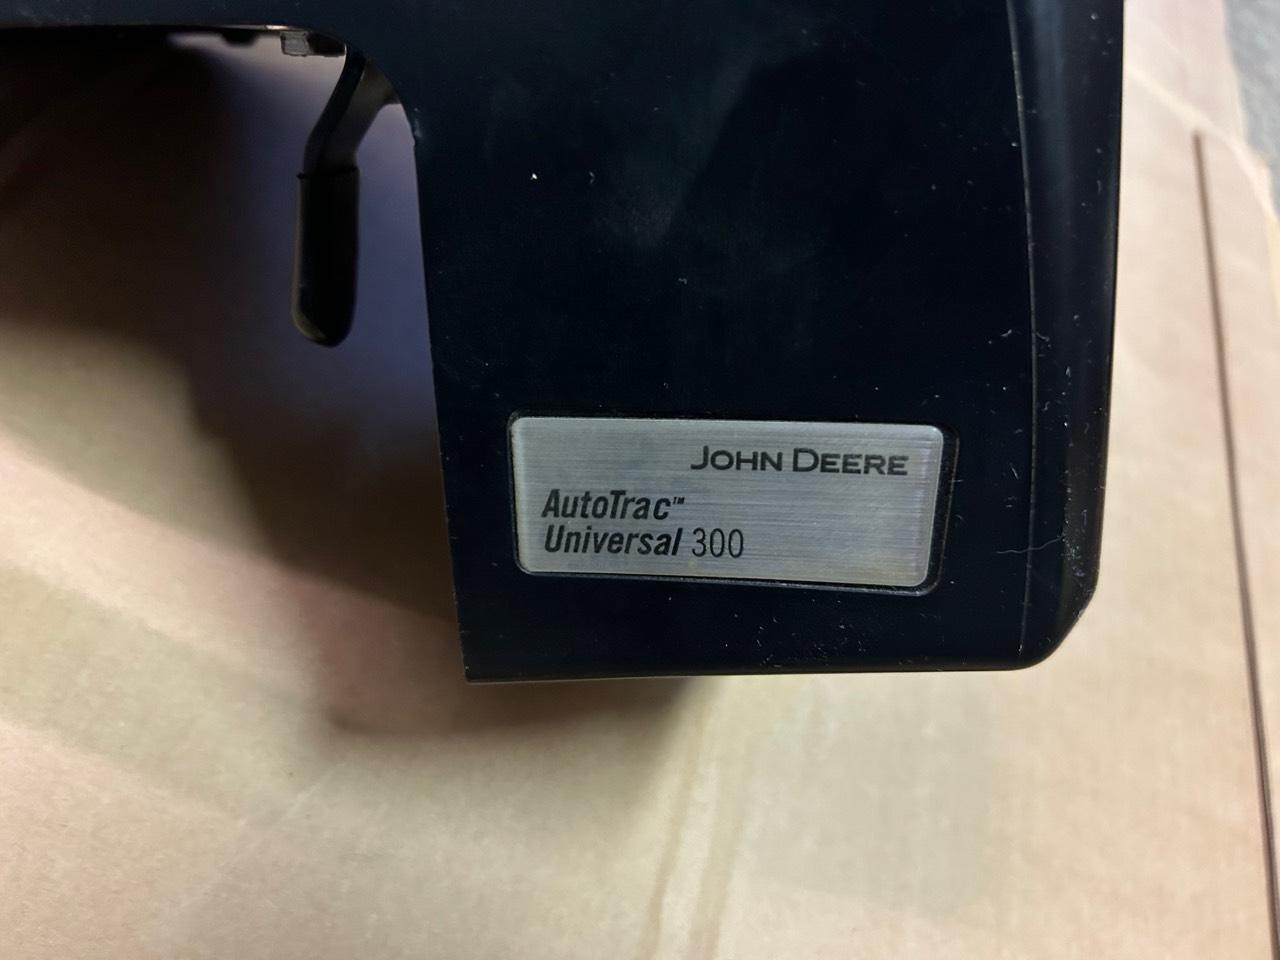 JOHN DEERE
AutoTrac™
Universal 300